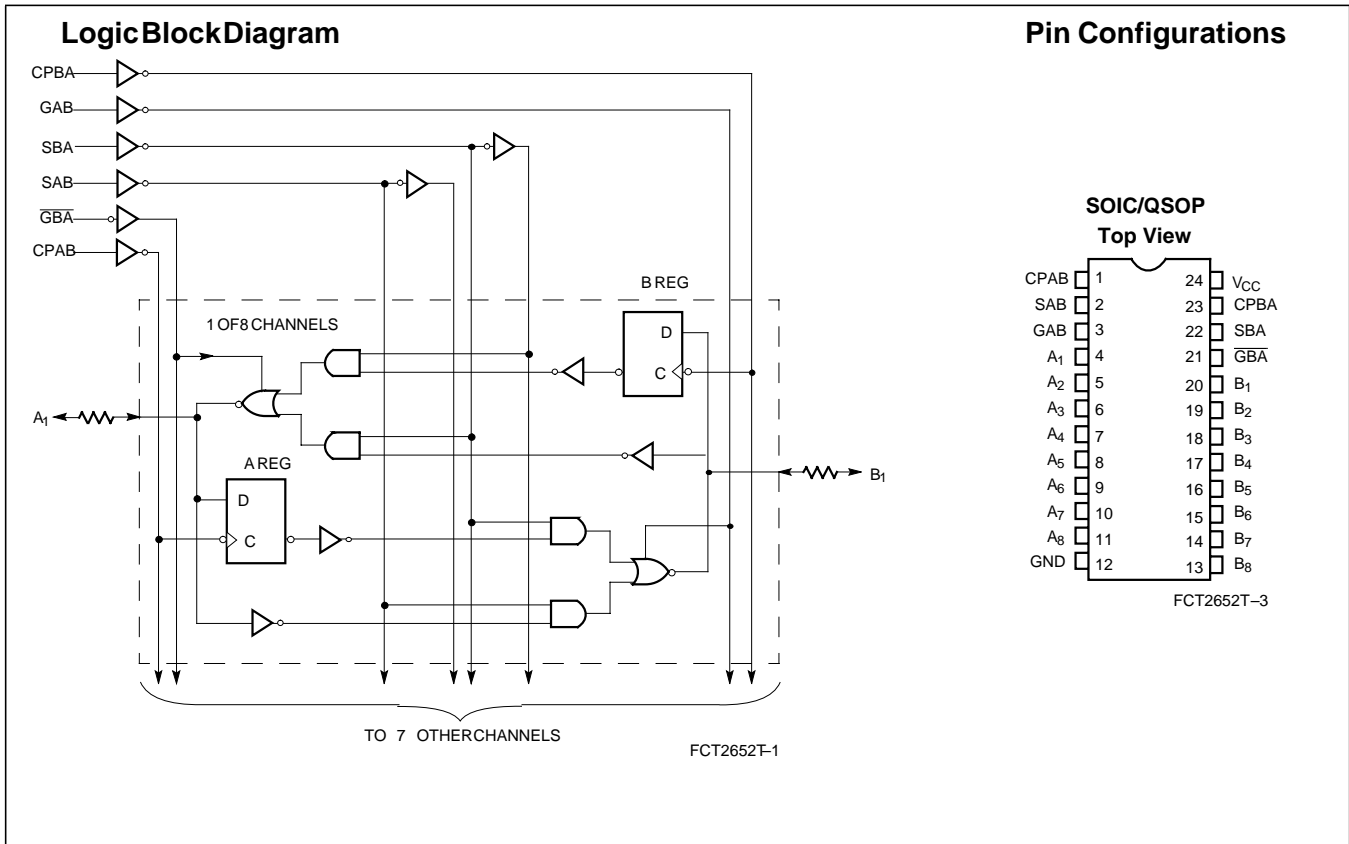 Logic Block Diagram
CPBA
GAB
SBA
SAB
G̅B̅A̅
CPAB
B REG
1 OF 8 CHANNELS
D
C
A1
A REG
D
C
B1
TO 7 OTHER CHANNELS
FCT2652T–1
Pin Configurations
SOIC/QSOP
Top View
CPAB 1 24 VCC
SAB 2 23 CPBA
GAB 3 22 SBA
A1 4 21 G̅B̅A̅
A2 5 20 B1
A3 6 19 B2
A4 7 18 B3
A5 8 17 B4
A6 9 16 B5
A7 10 15 B6
A8 11 14 B7
GND 12 13 B8
FCT2652T–3